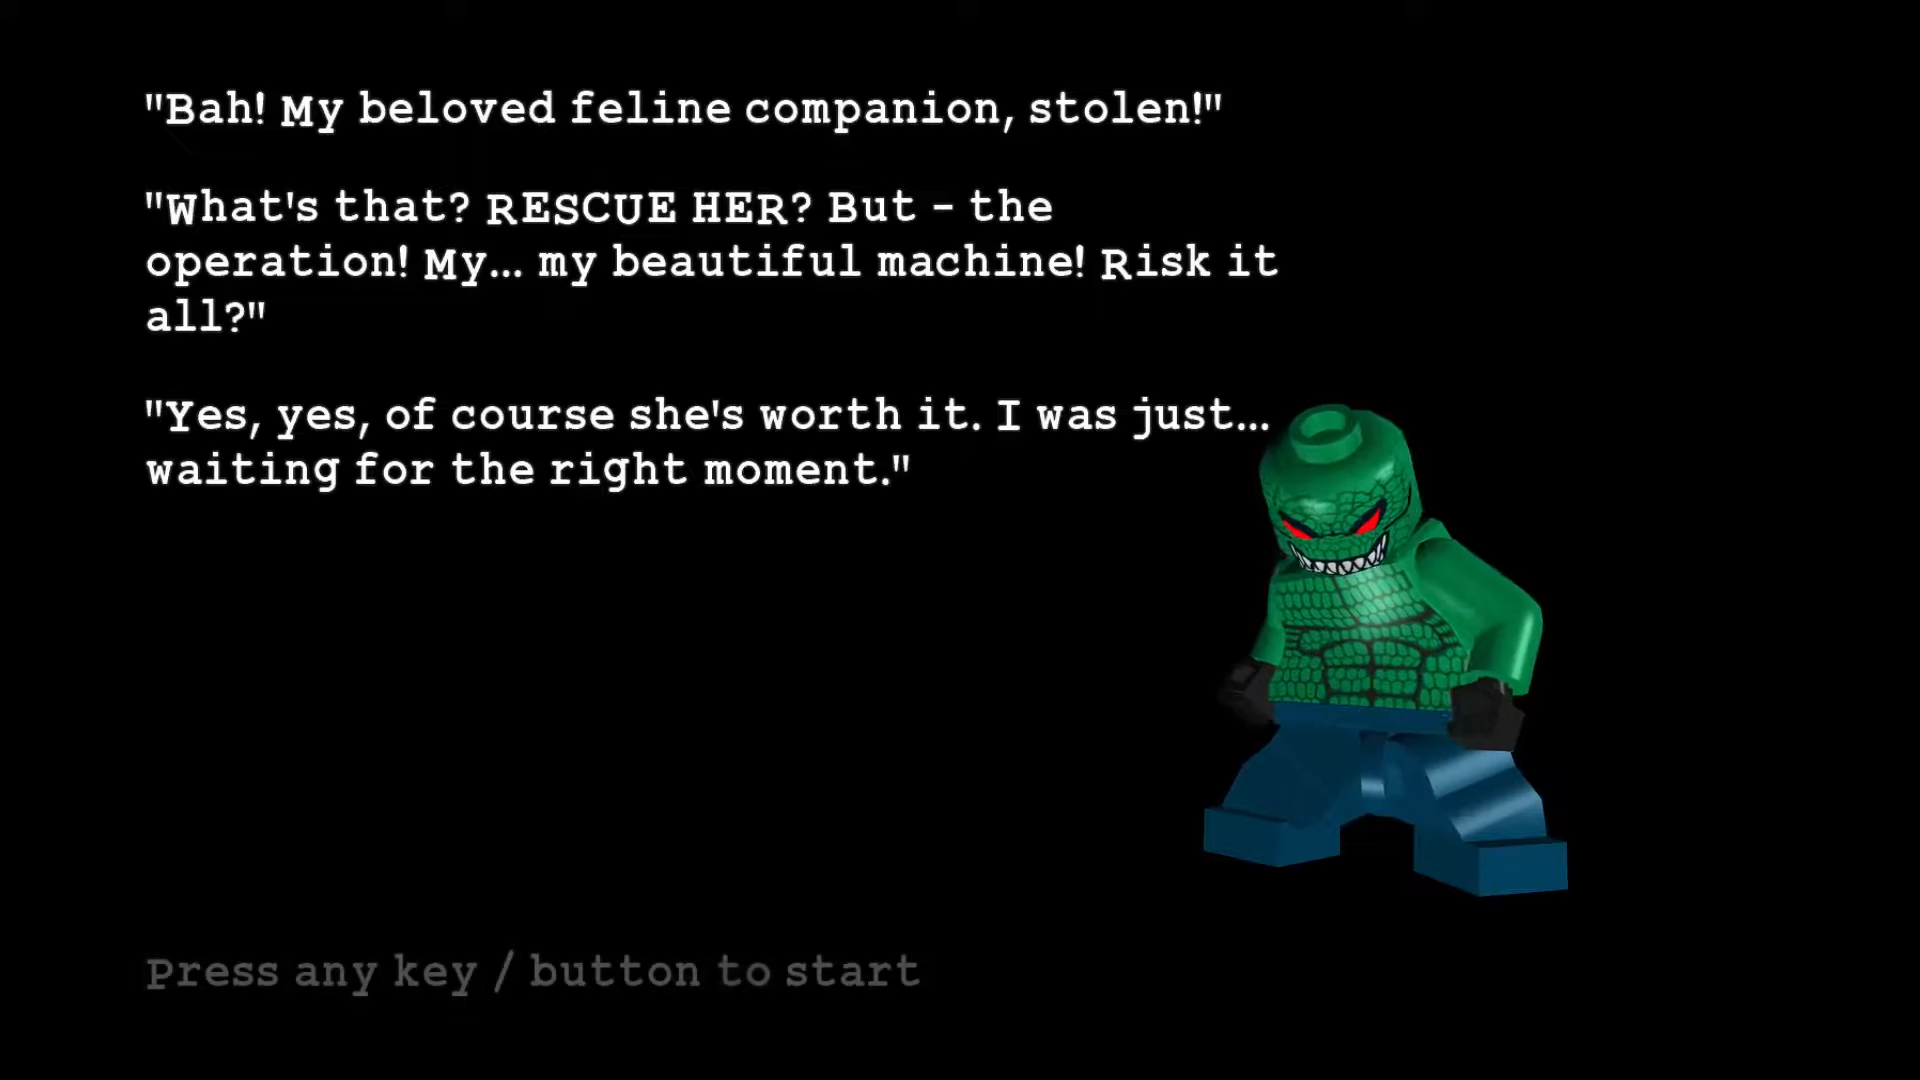 "Bah! My beloved feline companion, stolen!"
"What's that? RESCUE HER? But - the
operation! My... my beautiful machine! Risk it
all?"
"Yes, yes, of course she's worth it. I was just...
waiting for the right moment."
Press any key / button to start